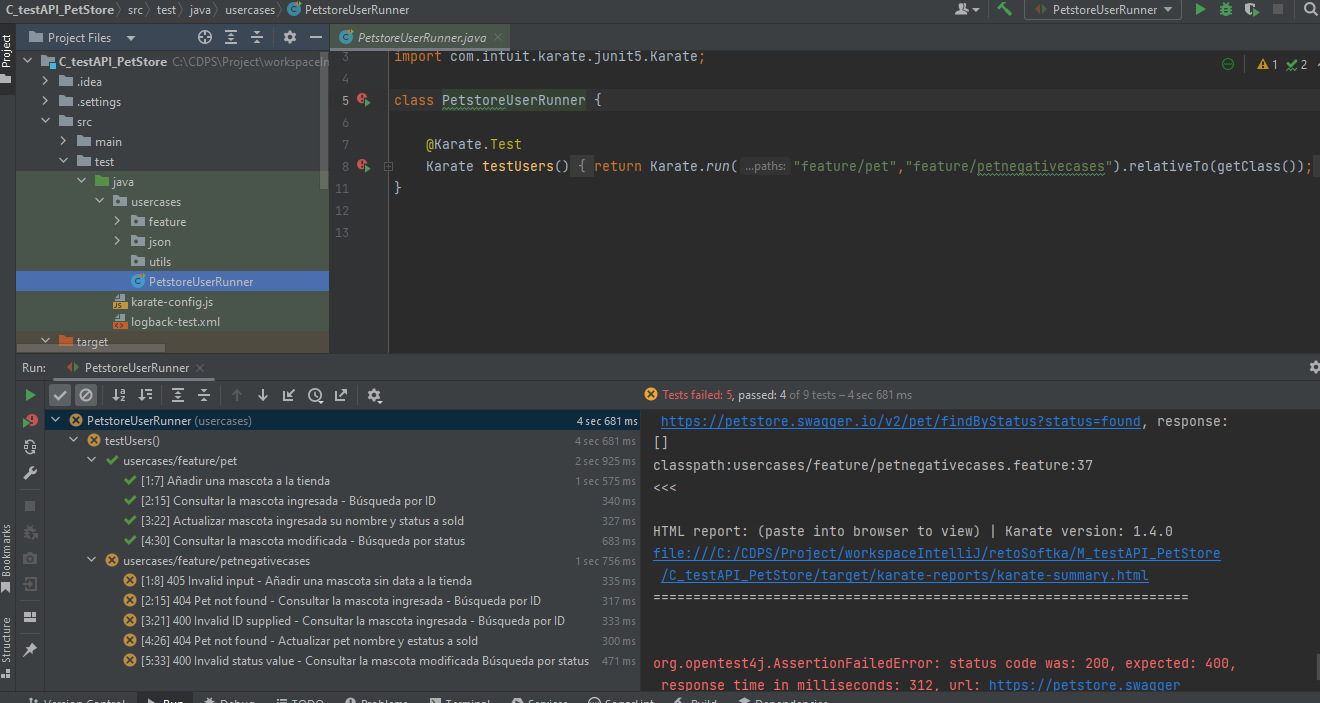 C_testAPI_PetStore src test java usercases PetstoreUserRunner
PetstoreUserRunner
Project
Project Files
PetstoreUserRunner.java
C_testAPI_PetStore C:\CDPS\Project\workspaceIn
.idea
.settings
src
main
test
java
usercases
feature
json
utils
PetstoreUserRunner
karate-config.js
logback-test.xml
target
3 import com.intuit.karate.junit5.Karate;
4
5 class PetstoreUserRunner {
6
7 @Karate.Test
8 Karate testUsers() { return Karate.run( ...paths: "feature/pet","feature/petnegativecases").relativeTo(getClass());
11 }
12
13
1 2
Run: PetstoreUserRunner
Tests failed: 5, passed: 4 of 9 tests – 4 sec 681 ms
PetstoreUserRunner (usercases) 4 sec 681 ms
testUsers() 4 sec 681 ms
usercases/feature/pet 2 sec 925 ms
[1:7] Añadir una mascota a la tienda 1 sec 575 ms
[2:15] Consultar la mascota ingresada - Búsqueda por ID 340 ms
[3:22] Actualizar mascota ingresada su nombre y status a sold 327 ms
[4:30] Consultar la mascota modificada - Búsqueda por status 683 ms
usercases/feature/petnegativecases 1 sec 756 ms
[1:8] 405 Invalid input - Añadir una mascota sin data a la tienda 335 ms
[2:15] 404 Pet not found - Consultar la mascota ingresada - Búsqueda por ID 317 ms
[3:21] 400 Invalid ID supplied - Consultar la mascota ingresada - Búsqueda por ID 333 ms
[4:26] 404 Pet not found - Actualizar pet nombre y estatus a sold 300 ms
[5:33] 400 Invalid status value - Consultar la mascota modificada Búsqueda por status 471 ms
https://petstore.swagger.io/v2/pet/findByStatus?status=found, response:
[]
classpath:usercases/feature/petnegativecases.feature:37
<<<
HTML report: (paste into browser to view) | Karate version: 1.4.0
file:///C:/CDPS/Project/workspaceIntelliJ/retoSoftka/M_testAPI_PetStore
/C_testAPI_PetStore/target/karate-reports/karate-summary.html
===================================================================
org.opentest4j.AssertionFailedError: status code was: 200, expected: 400,
response time in milliseconds: 312, url: https://petstore.swagger
Bookmarks
Structure
Version Control Run Debug TODO Problems Terminal Services SonarLint Build Dependencies